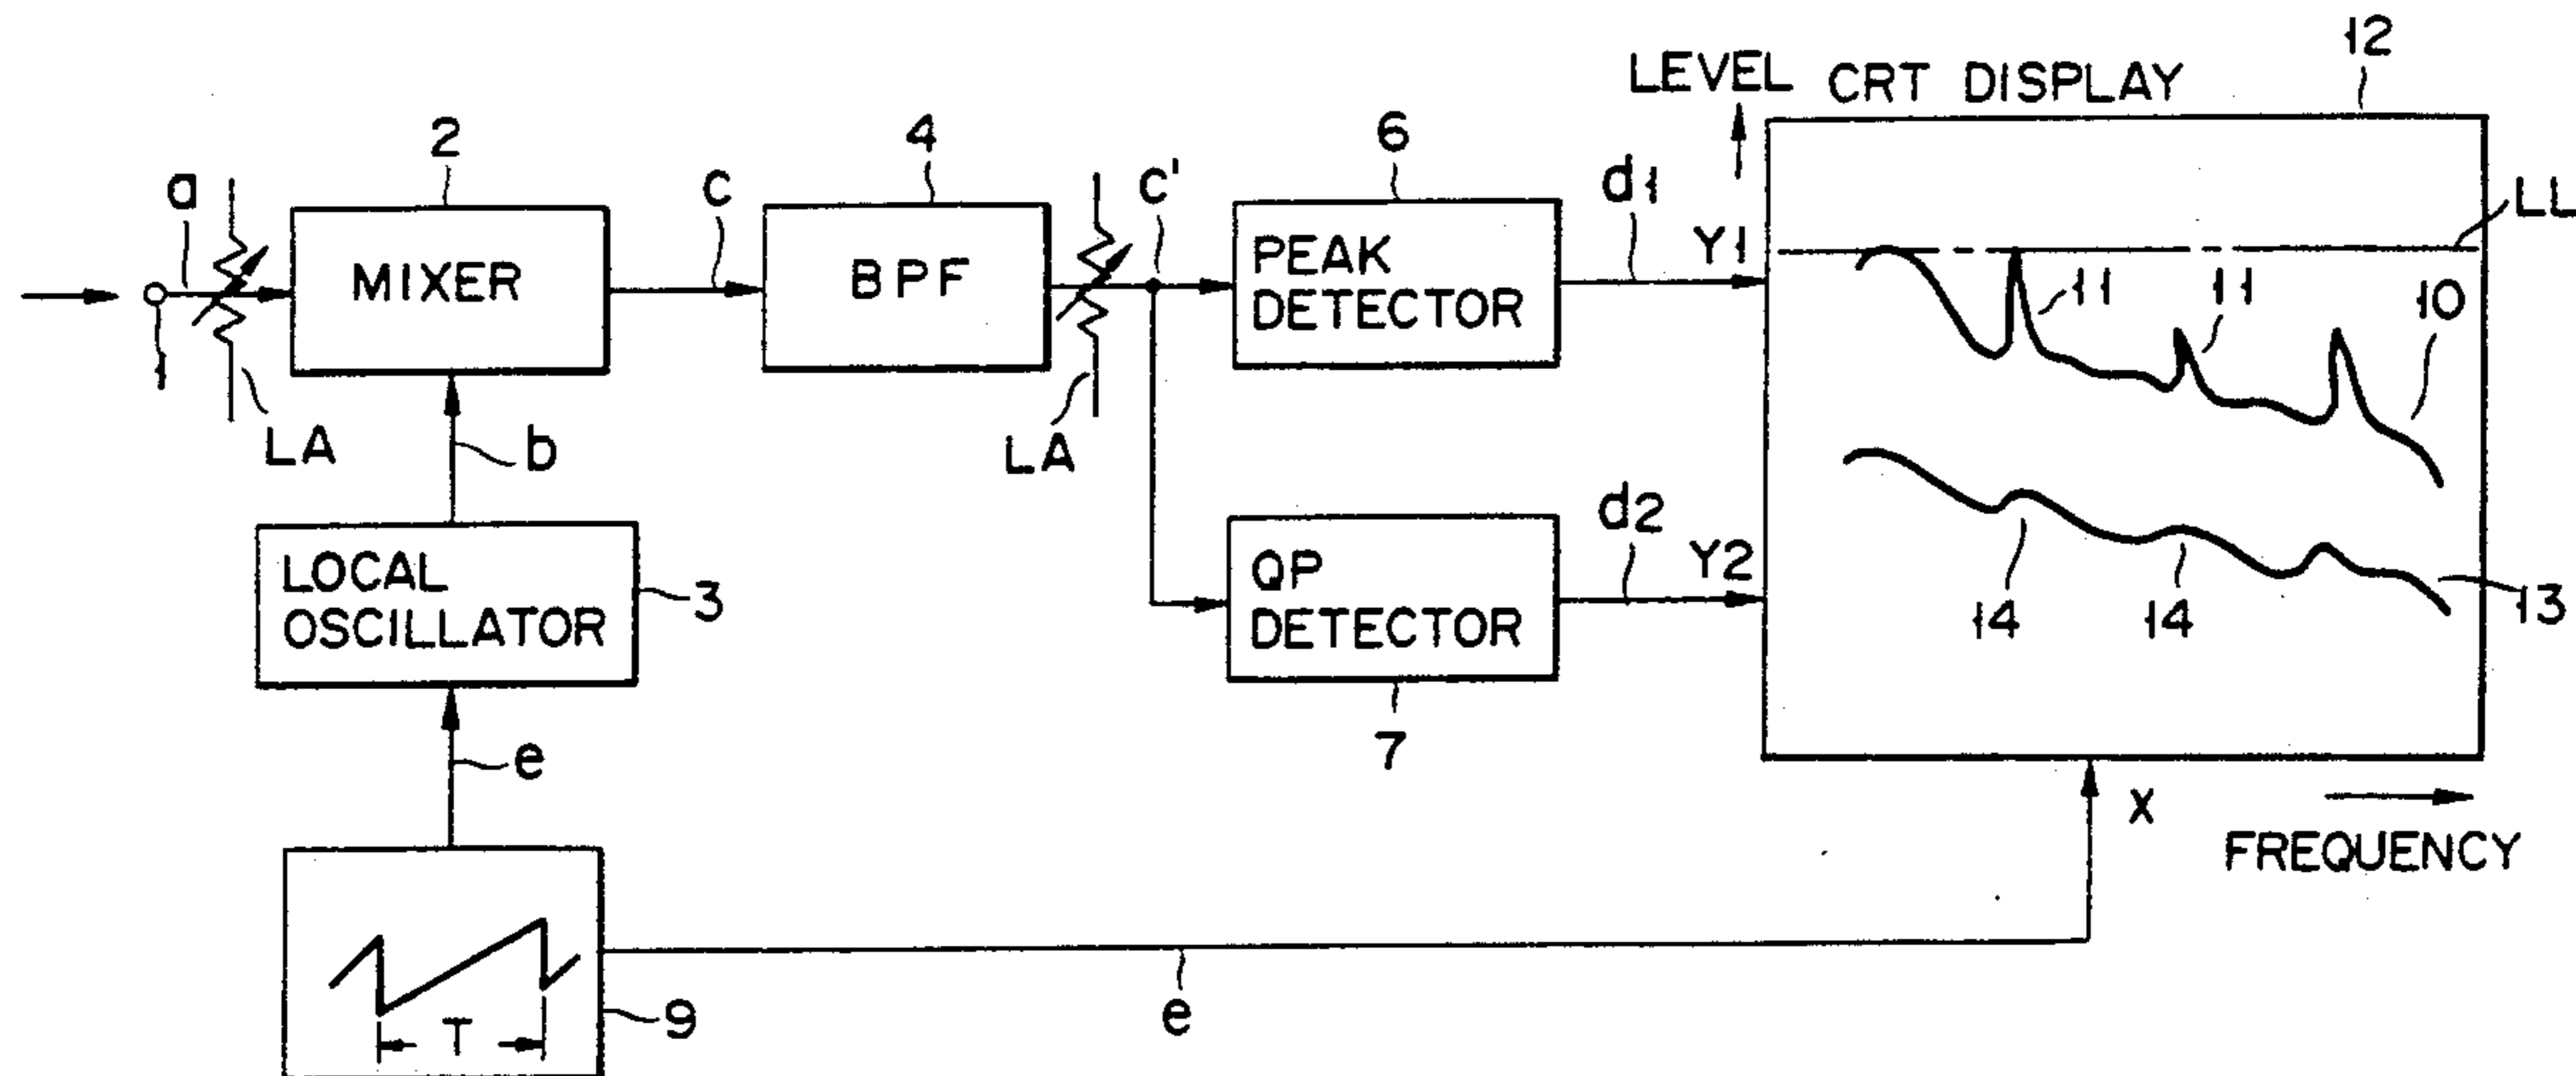 12
LEVEL CRT DISPLAY
2
4
6
a
c
c'
d1
Y1
LL
MIXER
BPF
PEAK
DETECTOR
11
11
10
1
LA
LA
b
d2
Y2
LOCAL
OSCILLATOR
3
QP
DETECTOR
14
14
13
7
e
X
FREQUENCY
T
9
e